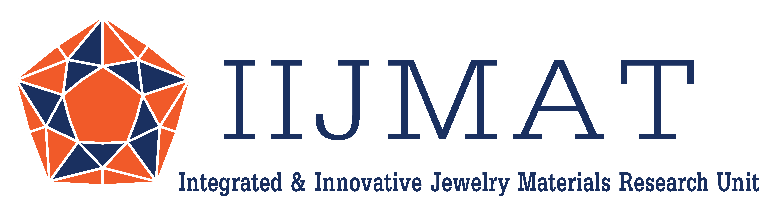 IIJMAT
Integrated & Innovative Jewelry Materials Research Unit